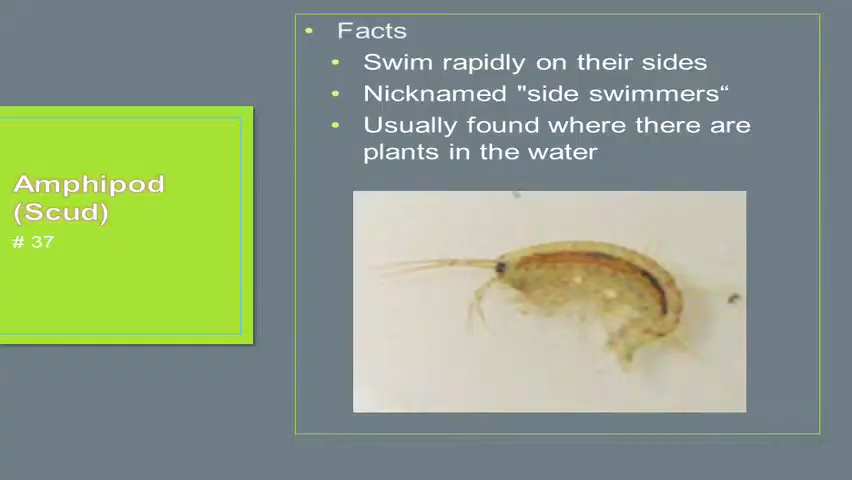 Amphipod
(Scud)
# 37
• Facts
• Swim rapidly on their sides
• Nicknamed "side swimmers“
• Usually found where there are
plants in the water